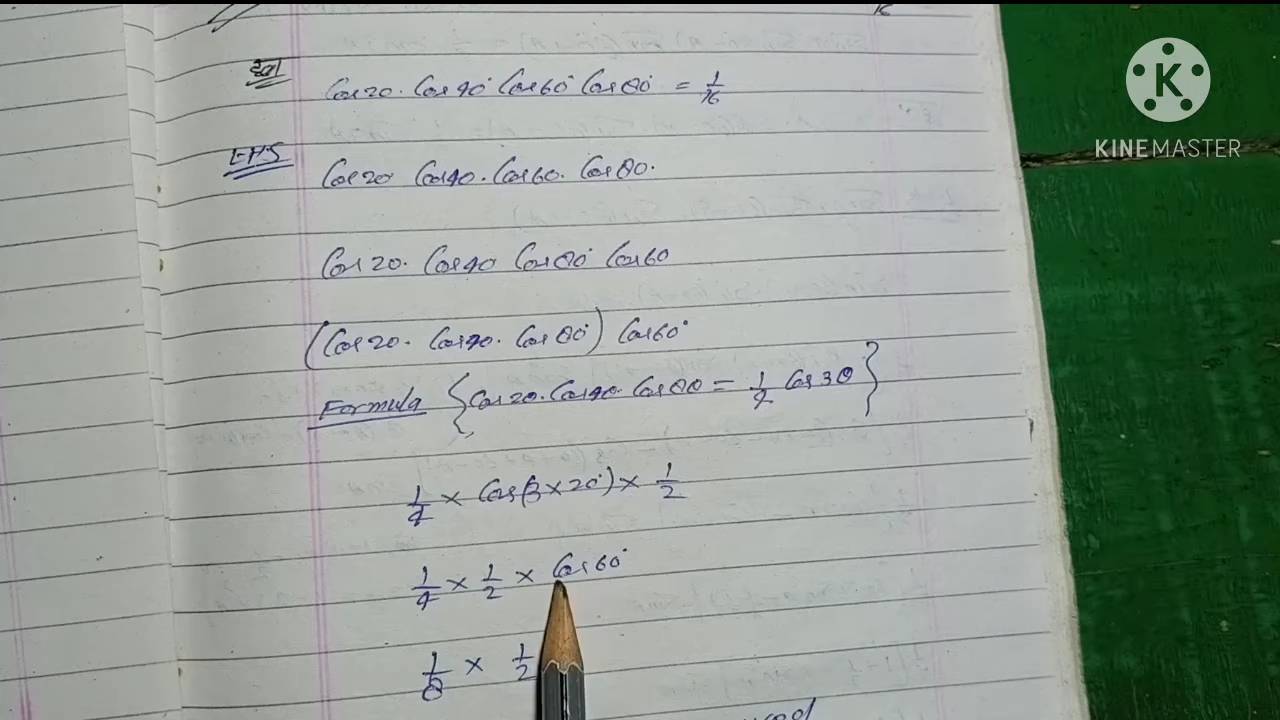 Cos20. Cos40° Cos60° Cos80° = 1/16
K
KINEMASTER
LHS
Cos20 Cos40. Cos60. Cos80.
Cos20. Cos40 Cos80° Cos60
(Cos20. Cos40. Cos80°) Cos60°
Formula {Cos20. Cos40. Cos80 = 1/4 Cos3θ}
1/4 × Cos(3×20°) × 1/2
1/4 × 1/2 × Cos60°
1/8 × 1/2